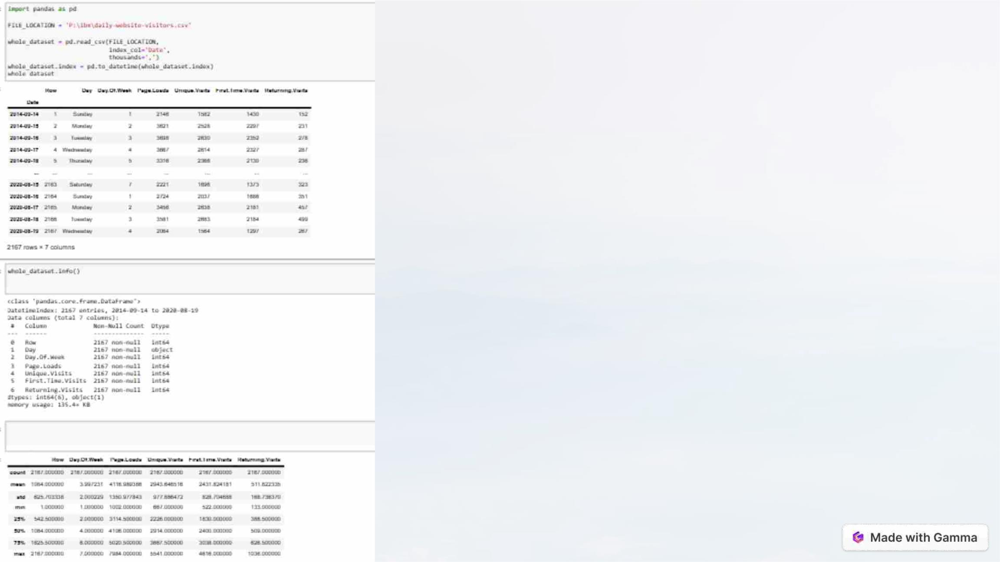 import pandas as pd
FILE_LOCATION = 'P:\ibm\daily-website-visitors.csv'
whole_dataset = pd.read_csv(FILE_LOCATION,
index_col='Date',
thousands=',')
whole_dataset.index = pd.to_datetime(whole_dataset.index)
whole dataset
Row Day Day.Of.Week Page.Loads Unique.Visits First.Time.Visits Returning.Visits
Date
2014-09-14 1 Sunday 1 2146 1582 1430 152
2014-09-15 2 Monday 2 3621 2528 2297 231
2014-09-16 3 Tuesday 3 3698 2630 2352 278
2014-09-17 4 Wednesday 4 3667 2614 2327 287
2014-09-18 5 Thursday 5 3316 2366 2130 236
... ... ... ... ... ... ... ...
2020-08-15 2163 Saturday 7 2221 1696 1373 323
2020-08-16 2164 Sunday 1 2724 2037 1686 351
2020-08-17 2165 Monday 2 3456 2638 2181 457
2020-08-18 2166 Tuesday 3 3581 2683 2184 499
2020-08-19 2167 Wednesday 4 2064 1564 1297 267
2167 rows × 7 columns
whole_dataset.info()
<class 'pandas.core.frame.DataFrame'>
DatetimeIndex: 2167 entries, 2014-09-14 to 2020-08-19
Data columns (total 7 columns):
# Column Non-Null Count Dtype
--- ------ -------------- -----
0 Row 2167 non-null int64
1 Day 2167 non-null object
2 Day.Of.Week 2167 non-null int64
3 Page.Loads 2167 non-null int64
4 Unique.Visits 2167 non-null int64
5 First.Time.Visits 2167 non-null int64
6 Returning.Visits 2167 non-null int64
dtypes: int64(6), object(1)
memory usage: 135.4+ KB
Row Day.Of.Week Page.Loads Unique.Visits First.Time.Visits Returning.Visits
count 2167.000000 2167.000000 2167.000000 2167.000000 2167.000000 2167.000000
mean 1084.000000 3.997231 4116.989386 2943.646516 2431.824181 511.822335
std 625.703338 2.000229 1350.977843 977.886472 828.704688 168.736370
min 1.000000 1.000000 1002.000000 667.000000 522.000000 133.000000
25% 542.500000 2.000000 3114.500000 2226.000000 1830.000000 388.500000
50% 1084.000000 4.000000 4106.000000 2914.000000 2400.000000 509.000000
75% 1625.500000 6.000000 5020.500000 3667.500000 3038.000000 626.500000
max 2167.000000 7.000000 7984.000000 5541.000000 4616.000000 1036.000000
Made with Gamma